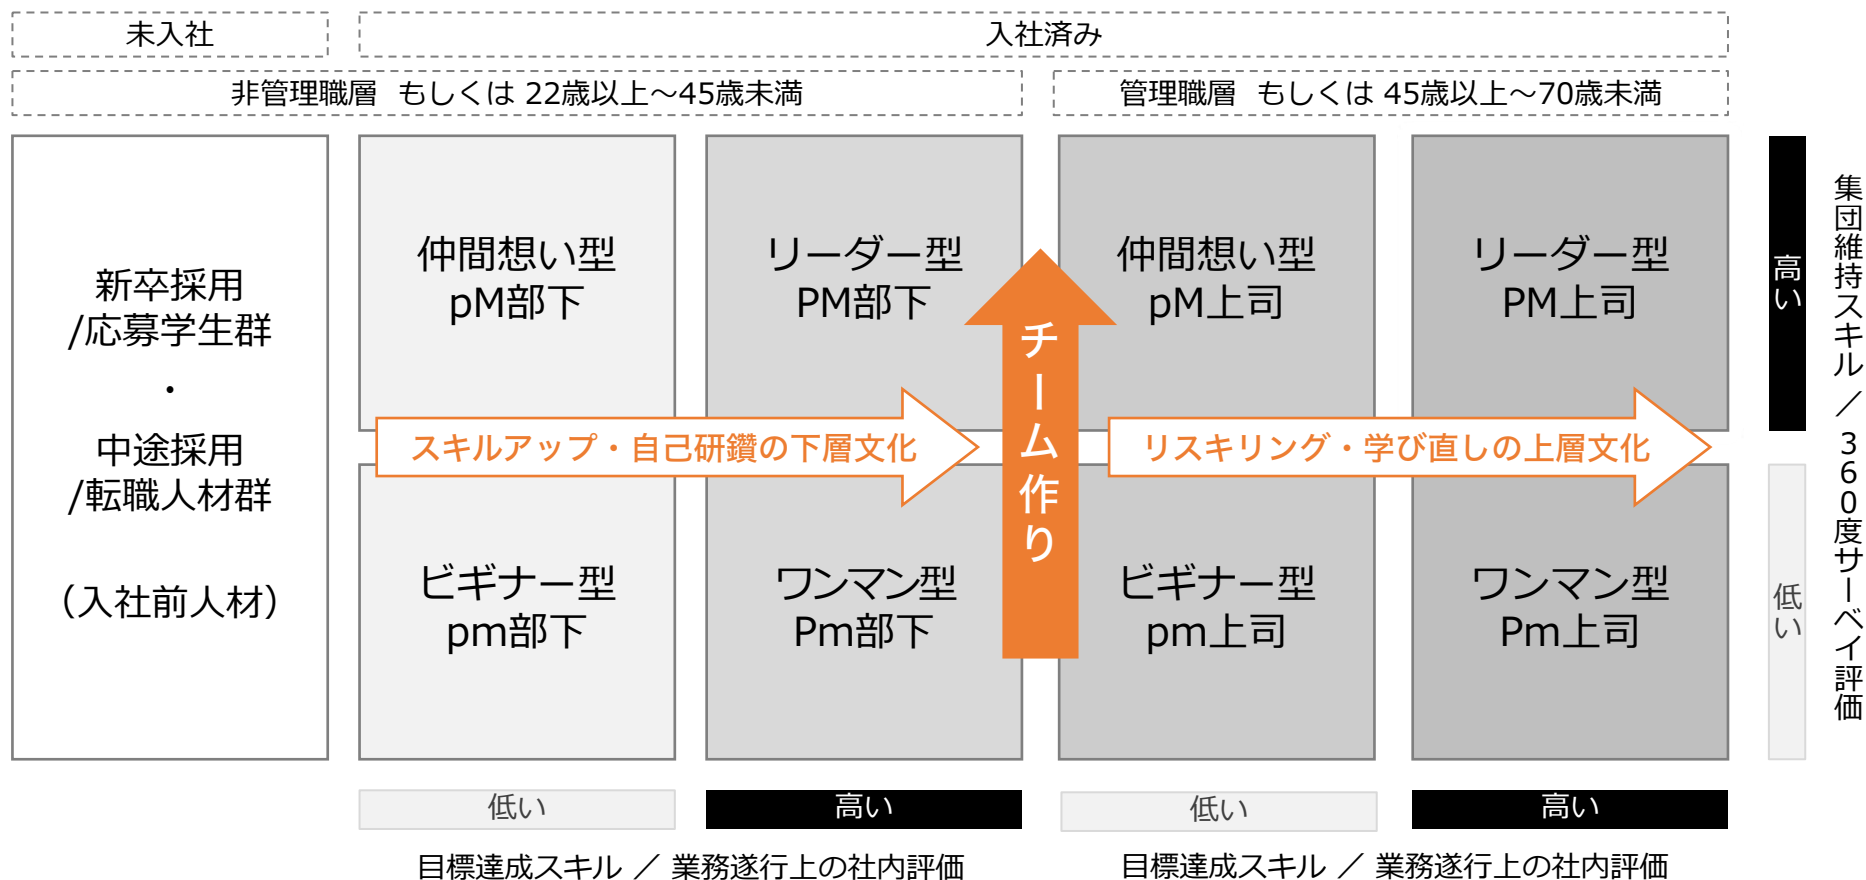 未入社
入社済み
非管理職層 もしくは 22歳以上～45歳未満
管理職層 もしくは 45歳以上～70歳未満
新卒採用
/応募学生群
・
中途採用
/転職人材群
（入社前人材）
仲間想い型
pM部下
リーダー型
PM部下
仲間想い型
pM上司
リーダー型
PM上司
スキルアップ・自己研鑽の下層文化
チーム作り
リスキリング・学び直しの上層文化
ビギナー型
pm部下
ワンマン型
Pm部下
ビギナー型
pm上司
ワンマン型
Pm上司
高い
低い
集団維持スキル ／ 360度サーベイ評価
低い
高い
低い
高い
目標達成スキル ／ 業務遂行上の社内評価
目標達成スキル ／ 業務遂行上の社内評価